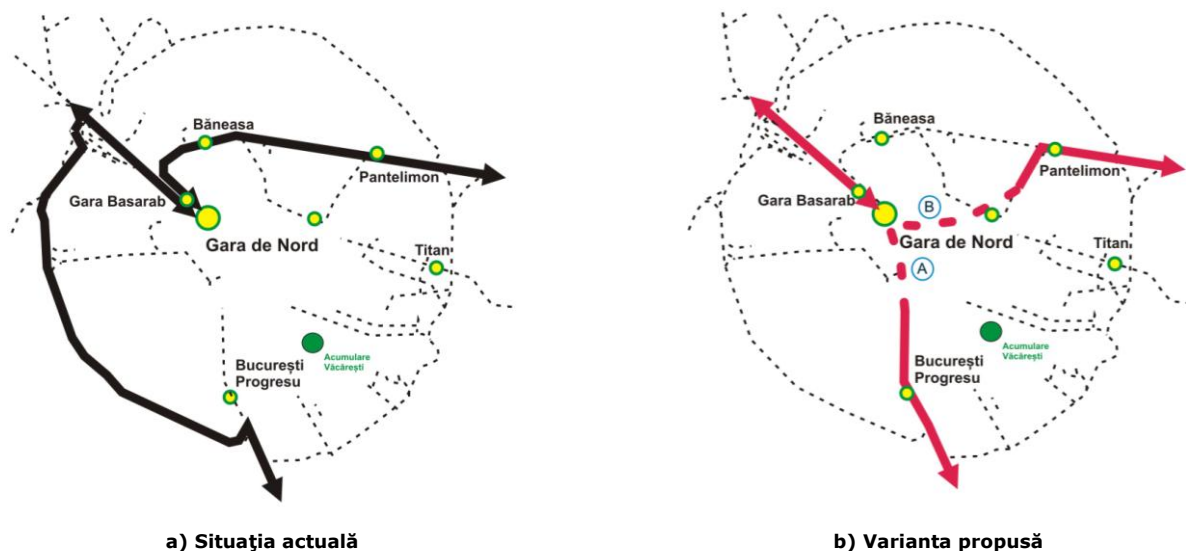 Băneasa
Pantelimon
Gara Basarab
Gara de Nord
Titan
Acumulare
Văcărești
București
Progresu
a) Situaţia actuală
Băneasa
Pantelimon
Gara Basarab
B
Gara de Nord
Titan
A
Acumulare
Văcărești
București
Progresu
b) Varianta propusă